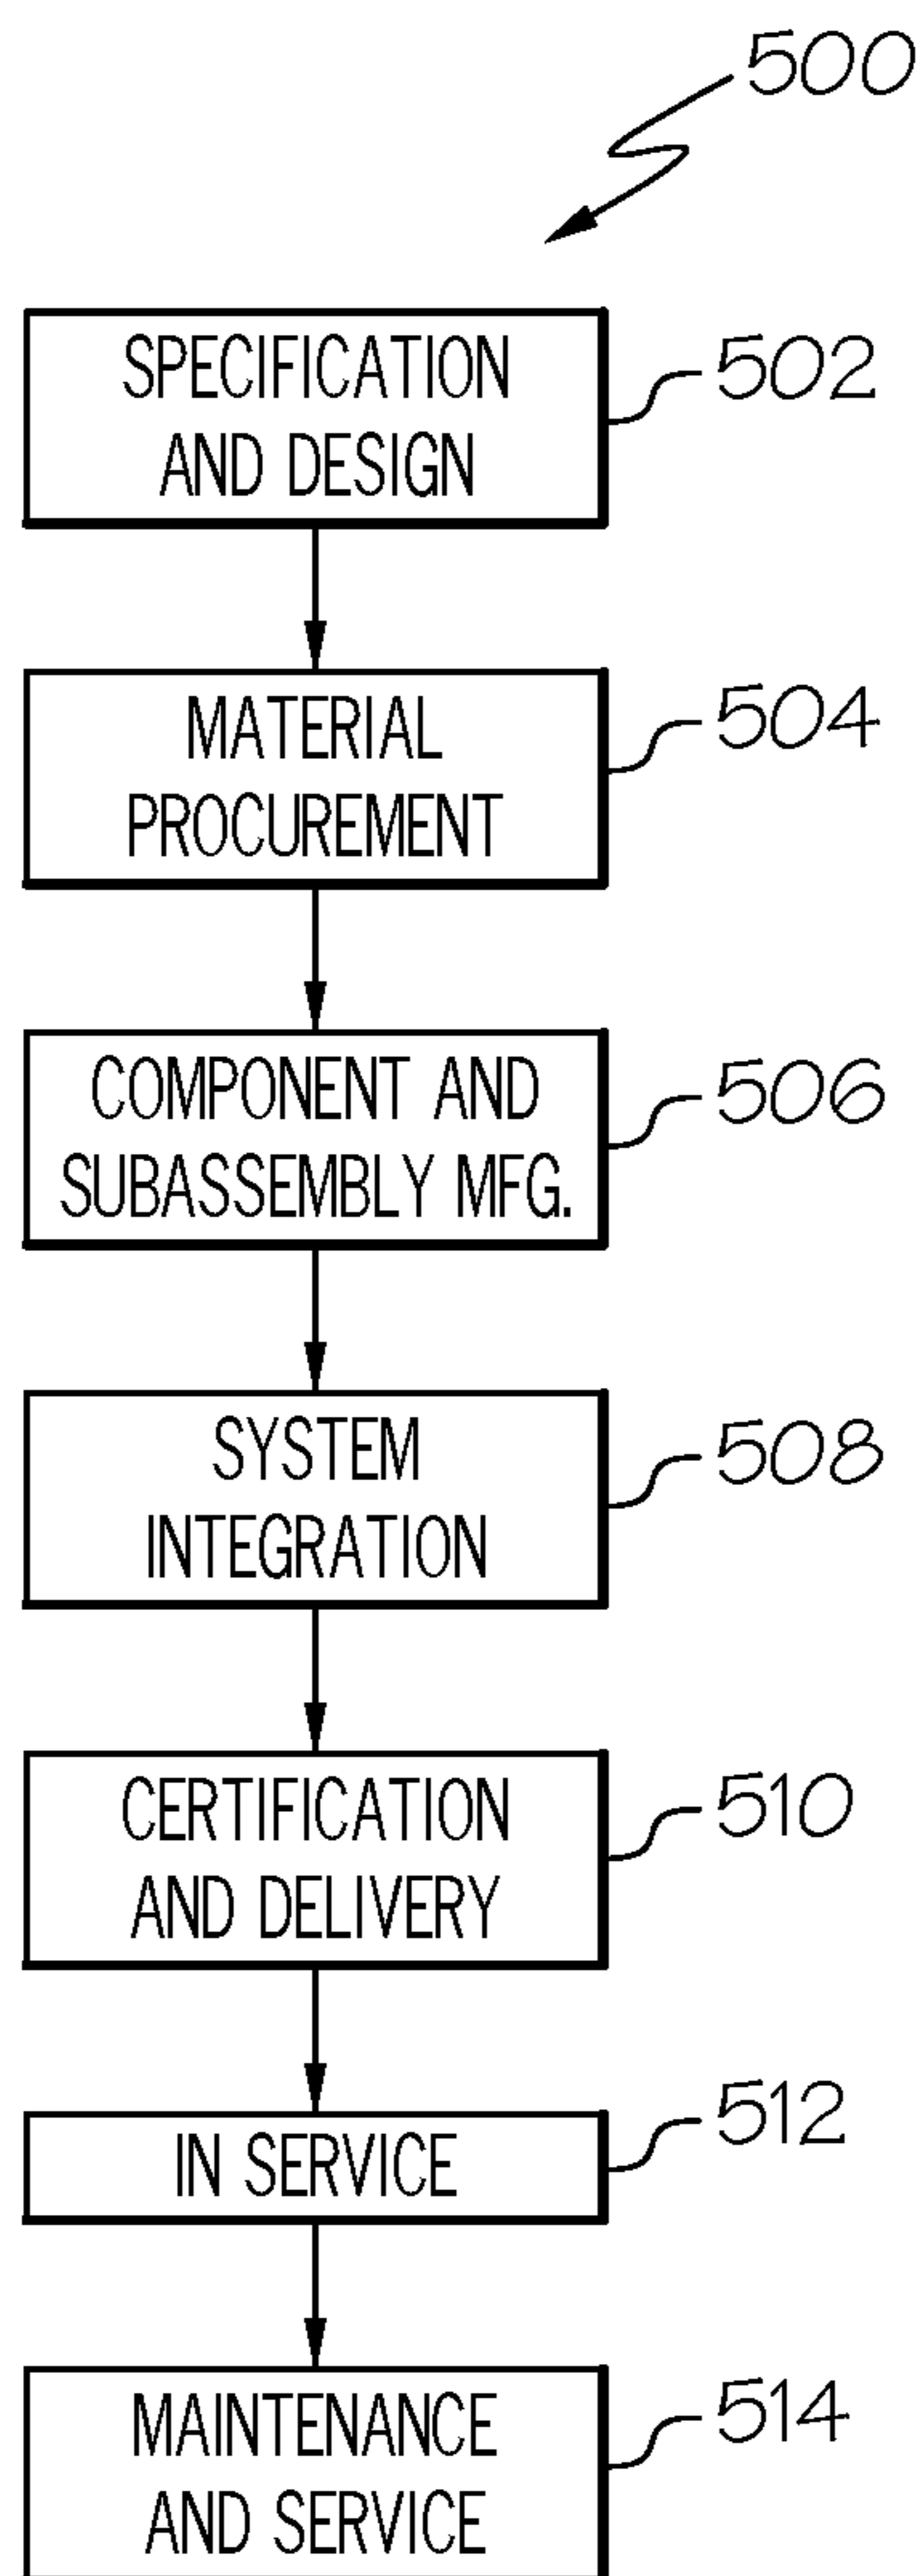 500
SPECIFICATION
AND DESIGN
502
MATERIAL
PROCUREMENT
504
COMPONENT AND
SUBASSEMBLY MFG.
506
SYSTEM
INTEGRATION
508
CERTIFICATION
AND DELIVERY
510
IN SERVICE
512
MAINTENANCE
AND SERVICE
514